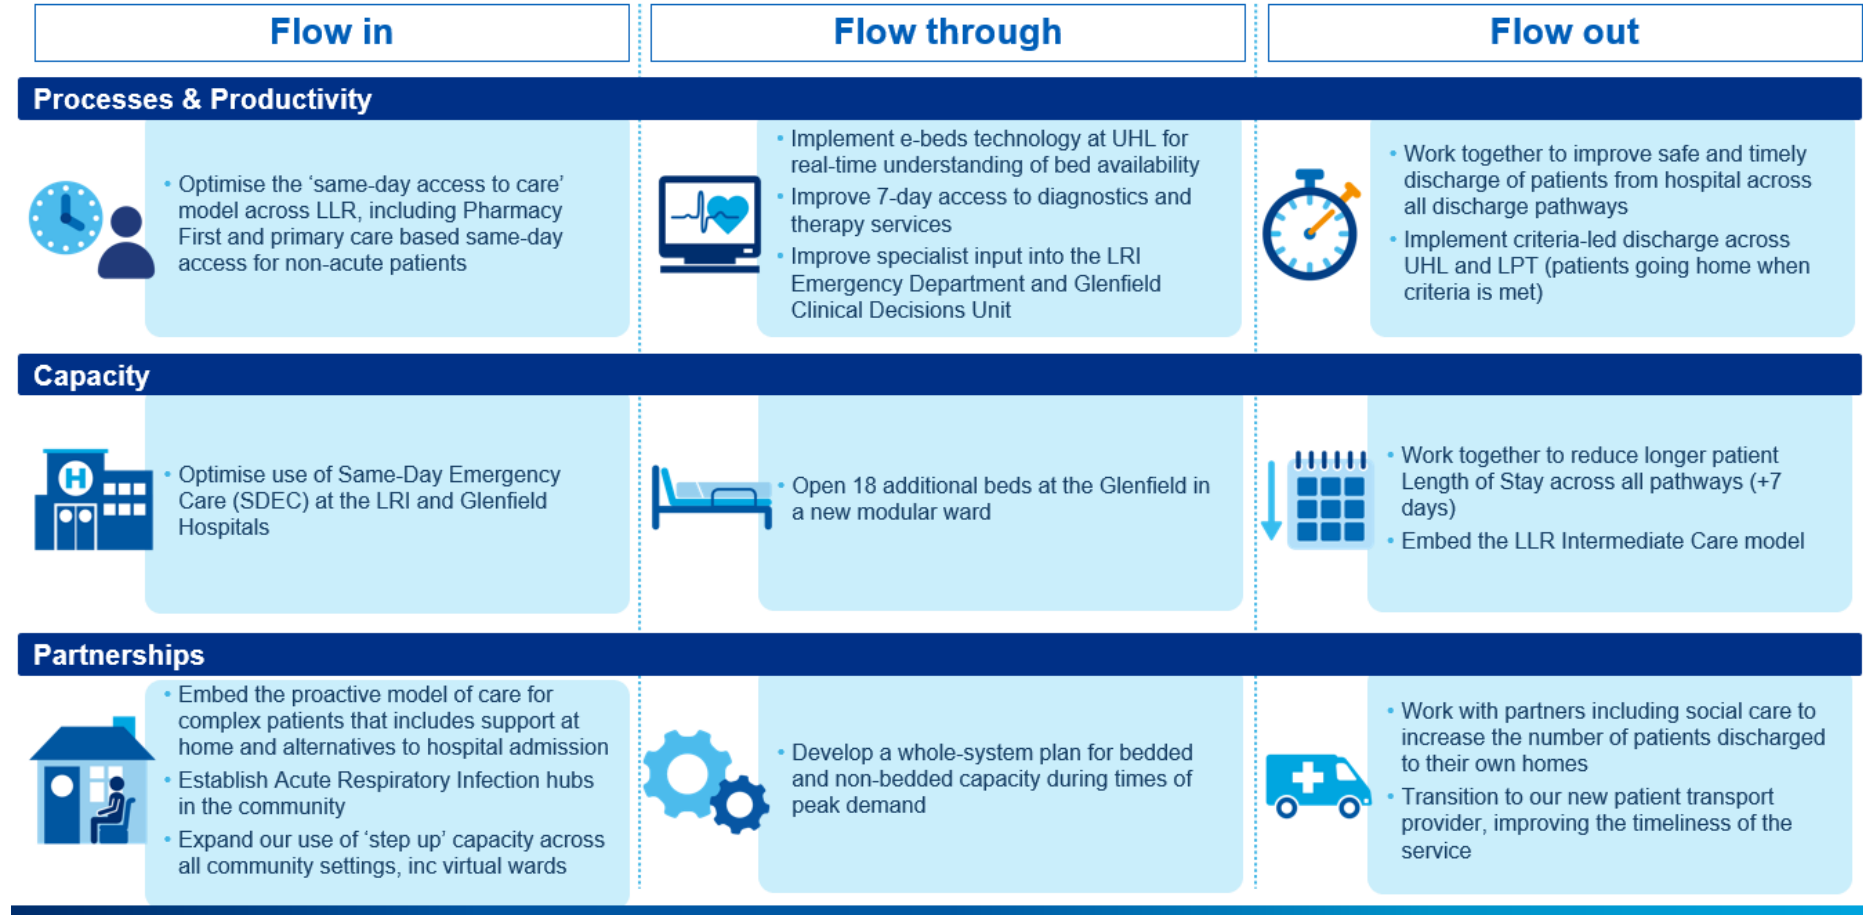 Flow in
Flow through
Flow out
Processes & Productivity
• Optimise the ‘same-day access to care’
model across LLR, including Pharmacy
First and primary care based same-day
access for non-acute patients
• Implement e-beds technology at UHL for
real-time understanding of bed availability
• Improve 7-day access to diagnostics and
therapy services
• Improve specialist input into the LRI
Emergency Department and Glenfield
Clinical Decisions Unit
• Work together to improve safe and timely
discharge of patients from hospital across
all discharge pathways
• Implement criteria-led discharge across
UHL and LPT (patients going home when
criteria is met)
Capacity
H
• Optimise use of Same-Day Emergency
Care (SDEC) at the LRI and Glenfield
Hospitals
• Open 18 additional beds at the Glenfield in
a new modular ward
• Work together to reduce longer patient
Length of Stay across all pathways (+7
days)
• Embed the LLR Intermediate Care model
Partnerships
• Embed the proactive model of care for
complex patients that includes support at
home and alternatives to hospital admission
• Establish Acute Respiratory Infection hubs
in the community
• Expand our use of ‘step up’ capacity across
all community settings, inc virtual wards
• Develop a whole-system plan for bedded
and non-bedded capacity during times of
peak demand
• Work with partners including social care to
increase the number of patients discharged
to their own homes
• Transition to our new patient transport
provider, improving the timeliness of the
service